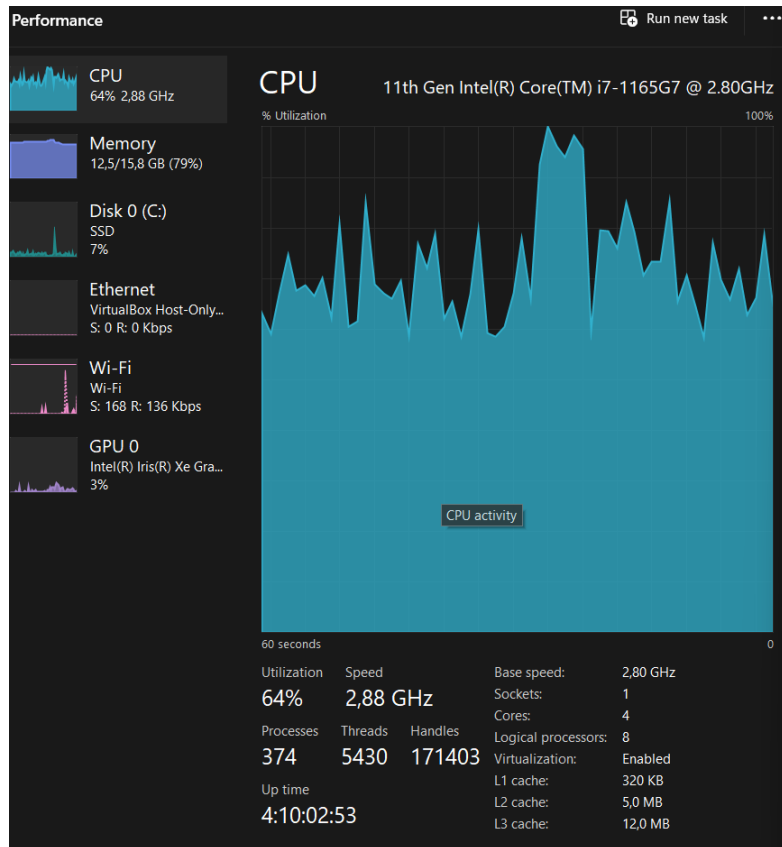 Performance
Run new task
CPU
64% 2,88 GHz
Memory
12,5/15,8 GB (79%)
Disk 0 (C:)
SSD
7%
Ethernet
VirtualBox Host-Only...
S: 0 R: 0 Kbps
Wi-Fi
Wi-Fi
S: 168 R: 136 Kbps
GPU 0
Intel(R) Iris(R) Xe Gra...
3%
CPU 11th Gen Intel(R) Core(TM) i7-1165G7 @ 2.80GHz
% Utilization 100%
CPU activity
60 seconds 0
Utilization Speed
64% 2,88 GHz
Processes Threads Handles
374 5430 171403
Up time
4:10:02:53
Base speed: 2,80 GHz
Sockets: 1
Cores: 4
Logical processors: 8
Virtualization: Enabled
L1 cache: 320 KB
L2 cache: 5,0 MB
L3 cache: 12,0 MB